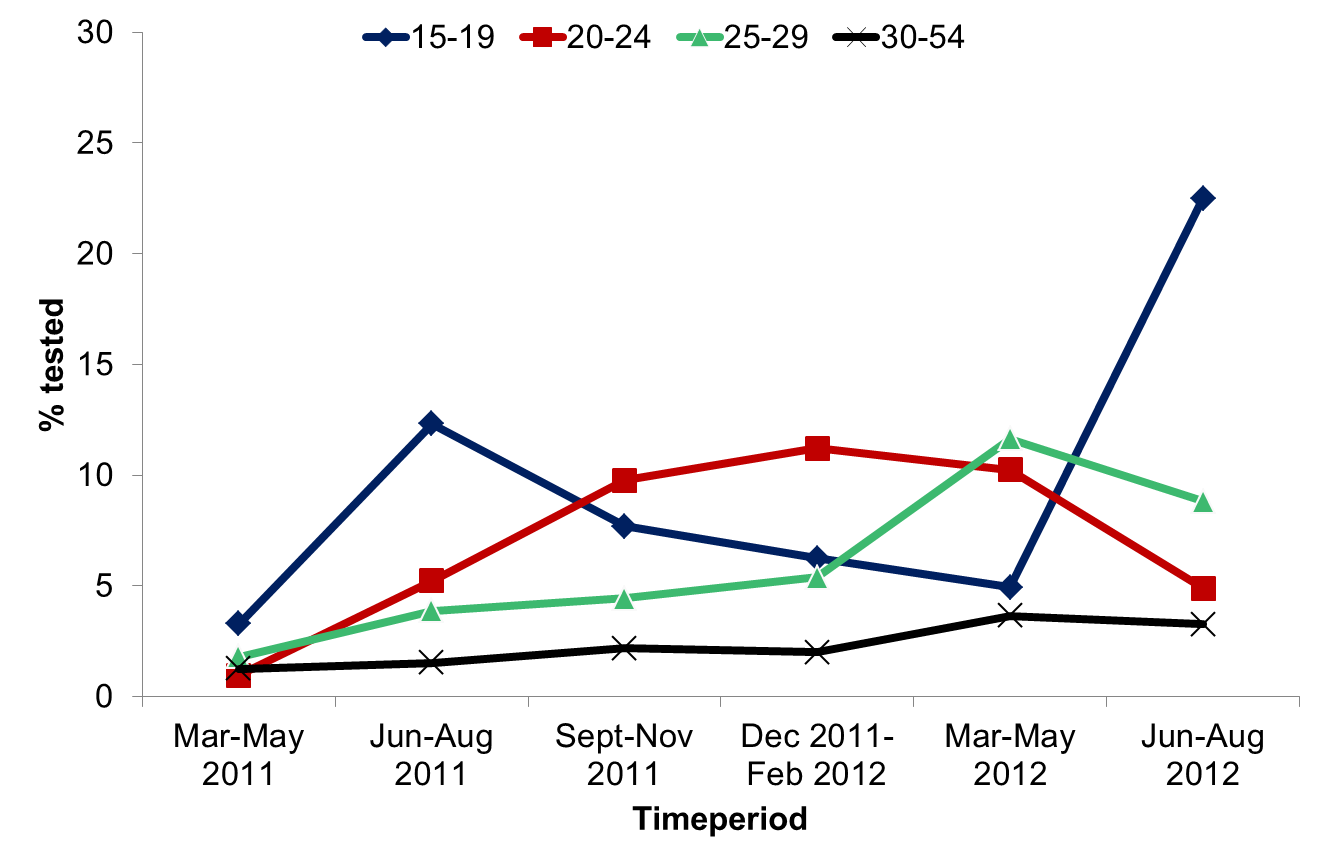 15-19 20-24 25-29 30-54
30
25
20
15
10
5
0
% tested
Mar-May Jun-Aug Sept-Nov Dec 2011- Mar-May Jun-Aug
2011 2011 2011 Feb 2012 2012 2012
Timeperiod